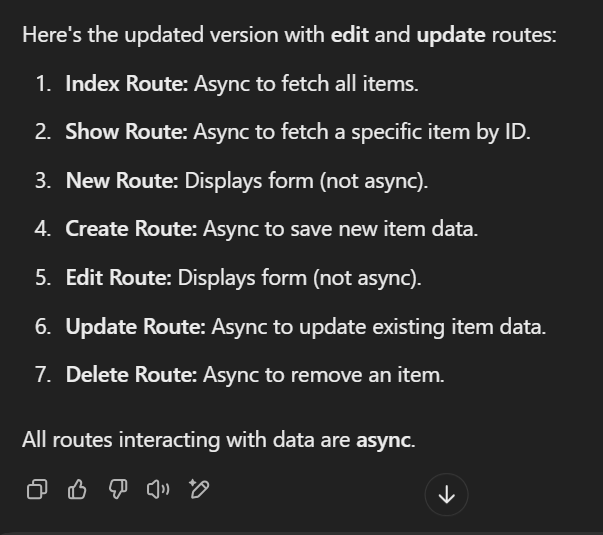 Here's the updated version with edit and update routes:
1. Index Route: Async to fetch all items.
2. Show Route: Async to fetch a specific item by ID.
3. New Route: Displays form (not async).
4. Create Route: Async to save new item data.
5. Edit Route: Displays form (not async).
6. Update Route: Async to update existing item data.
7. Delete Route: Async to remove an item.
All routes interacting with data are async.